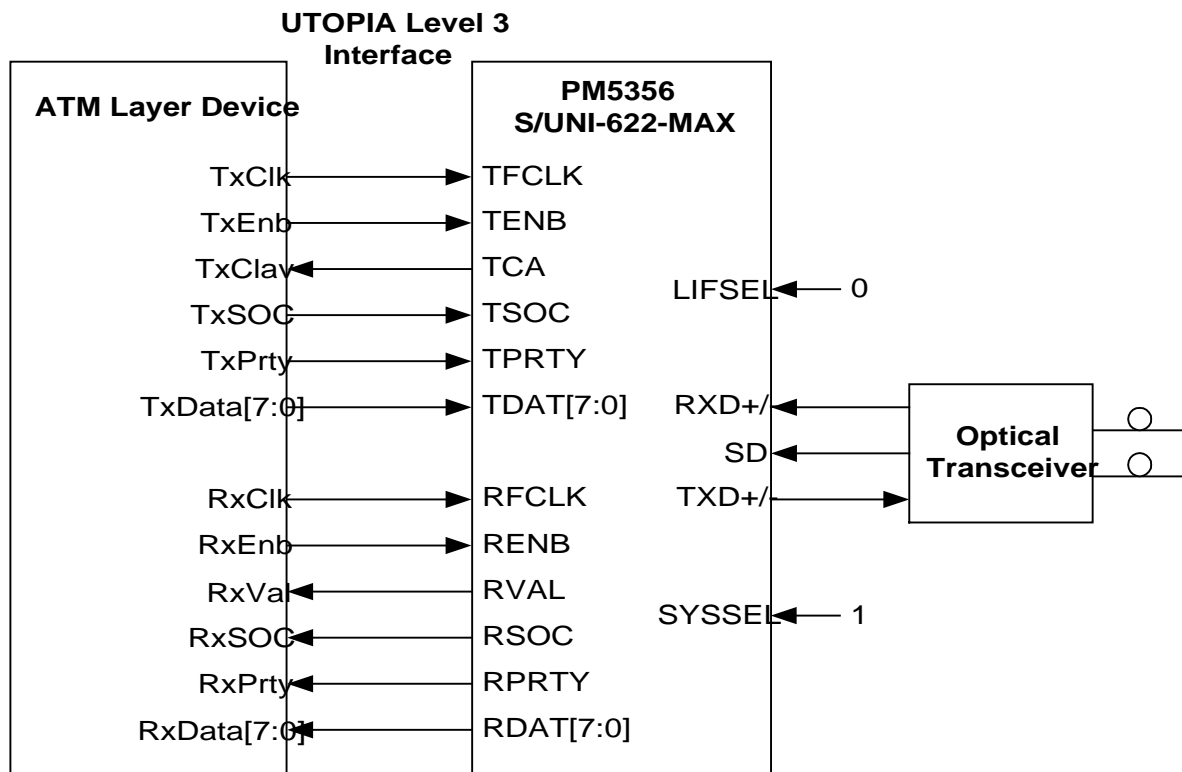 UTOPIA Level 3
Interface
ATM Layer Device
PM5356
S/UNI-622-MAX
TxClk
TFCLK
TxEnb
TENB
TxClav
TCA
TxSOC
TSOC
TxPrty
TPRTY
TxData[7:0]
TDAT[7:0]
RxClk
RFCLK
RxEnb
RENB
RxVal
RVAL
RxSOC
RSOC
RxPrty
RPRTY
RxData[7:0]
RDAT[7:0]
LIFSEL
0
RXD+/
SD
TXD+/-
SYSSEL
1
Optical
Transceiver